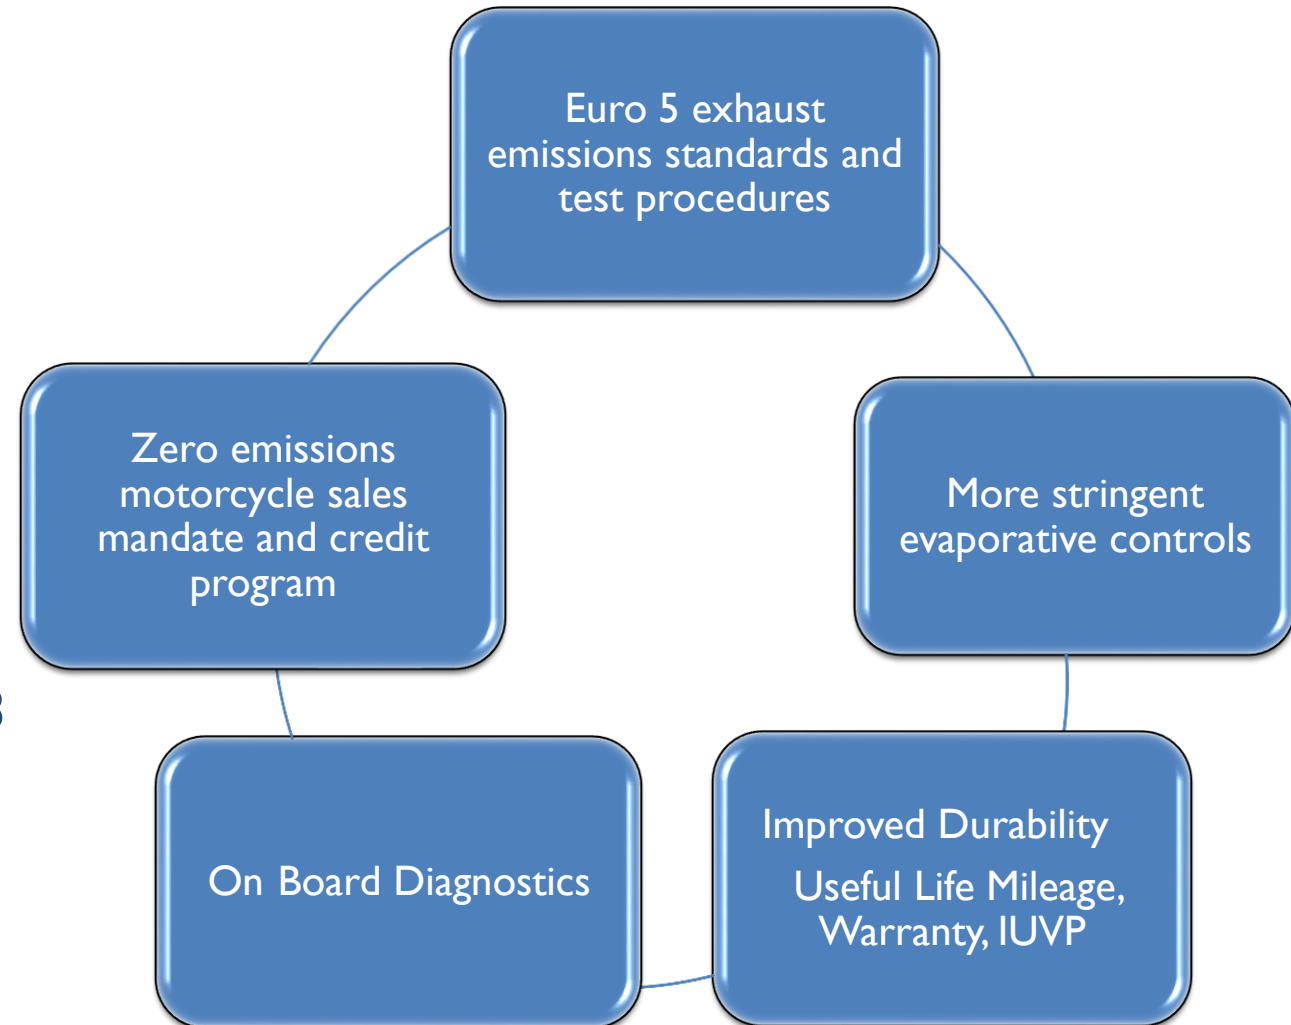 Euro 5 exhaust
emissions standards and
test procedures
Zero emissions
motorcycle sales
mandate and credit
program
More stringent
evaporative controls
On Board Diagnostics
Improved Durability
Useful Life Mileage,
Warranty, IUVP